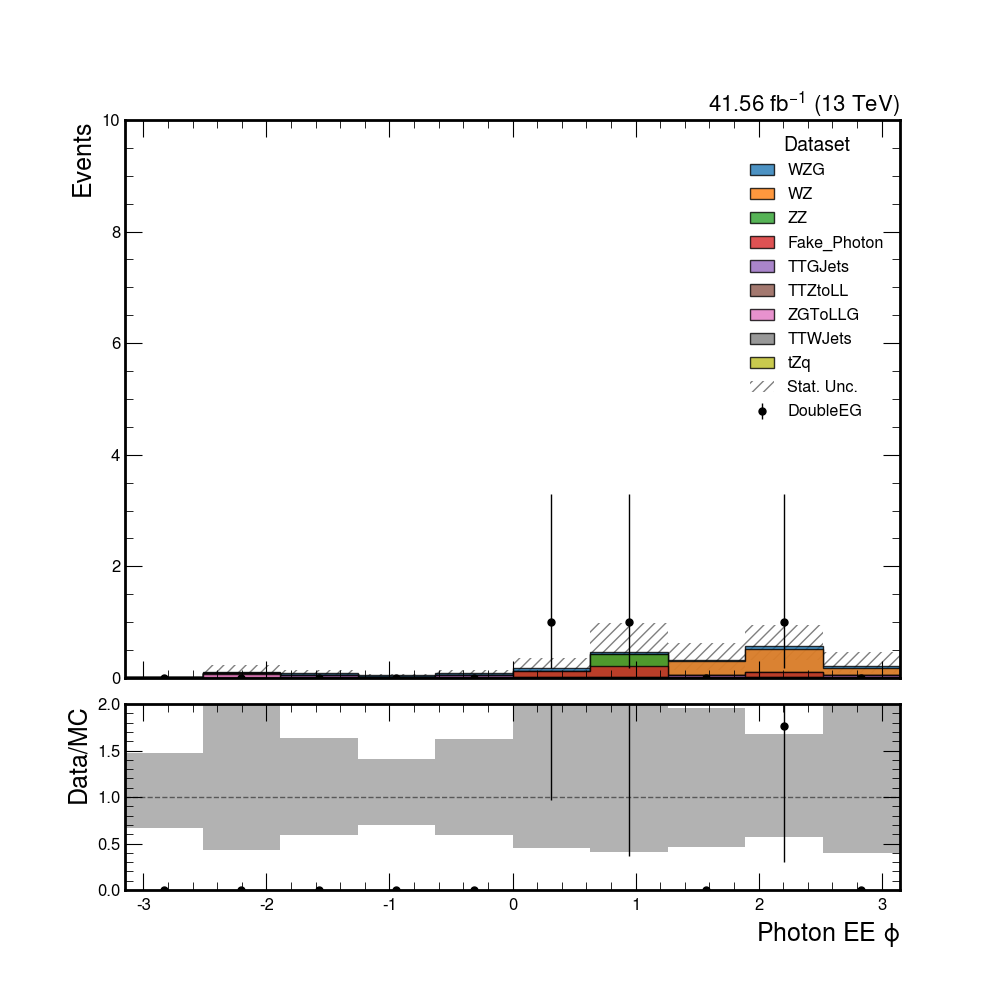 41.56 fb⁻¹ (13 TeV)
Events
10
8
6
4
2
0
Dataset
WZG
WZ
ZZ
Fake_Photon
TTGJets
TTZtoLL
ZGToLLG
TTWJets
tZq
Stat. Unc.
DoubleEG
Data/MC
2.0
1.5
1.0
0.5
0.0
-3 -2 -1 0 1 2 3
Photon EE ϕ